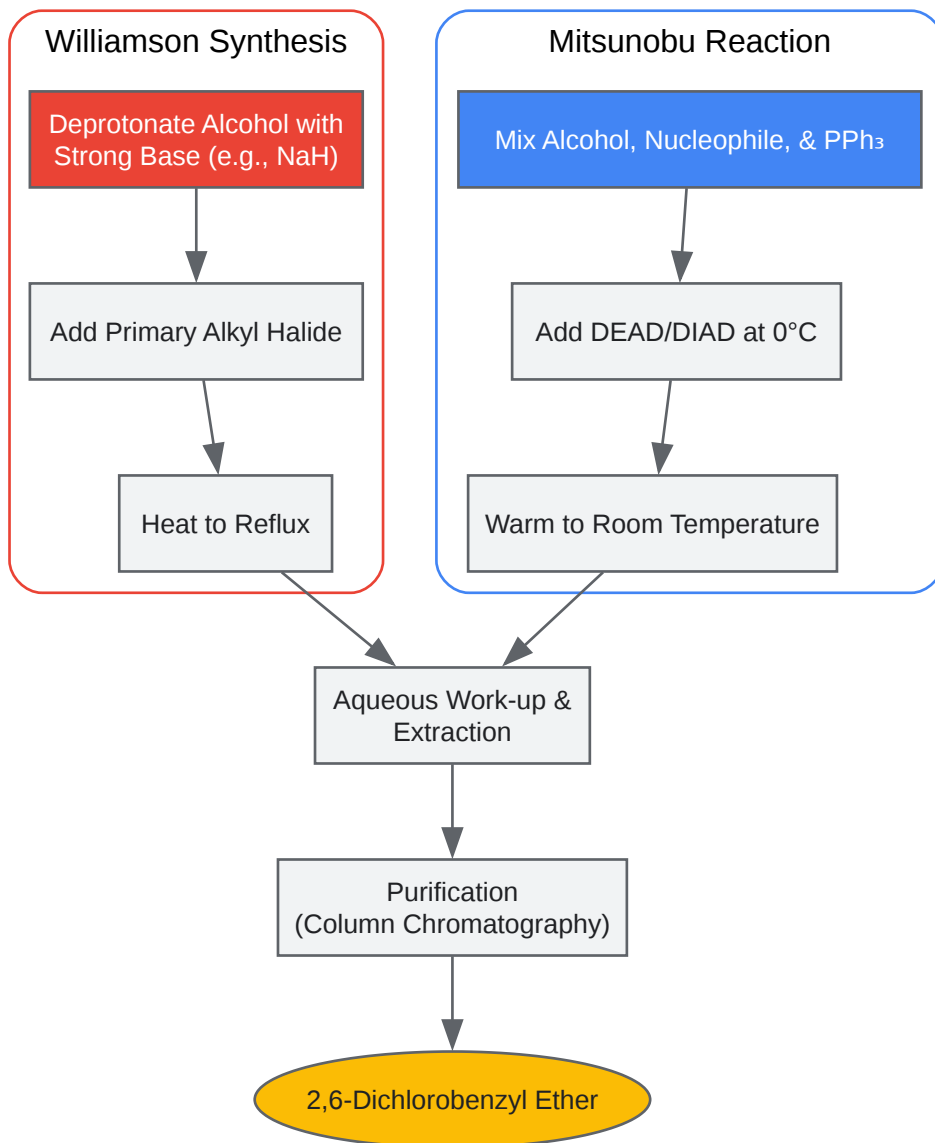 Williamson Synthesis
Deprotonate Alcohol with
Strong Base (e.g., NaH)
Add Primary Alkyl Halide
Heat to Reflux
Mitsunobu Reaction
Mix Alcohol, Nucleophile, & PPh₃
Add DEAD/DIAD at 0°C
Warm to Room Temperature
Aqueous Work-up &
Extraction
Purification
(Column Chromatography)
2,6-Dichlorobenzyl Ether